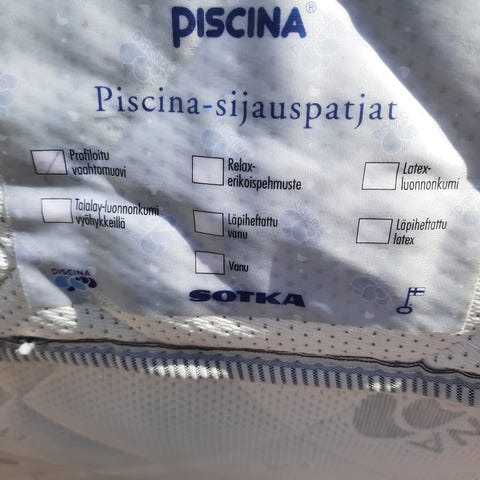 PISCINA®
Piscina-sijauspatjat
Profiloitu
vaahtomuovi
Relax-
erikoispehmuste
Latex-
luonnonkumi
Talalay-luonnonkumi
vyöhykkeillä
Läpiheftattu
vanu
Läpiheftattu
latex
Vanu
PISCINA
SOTKA